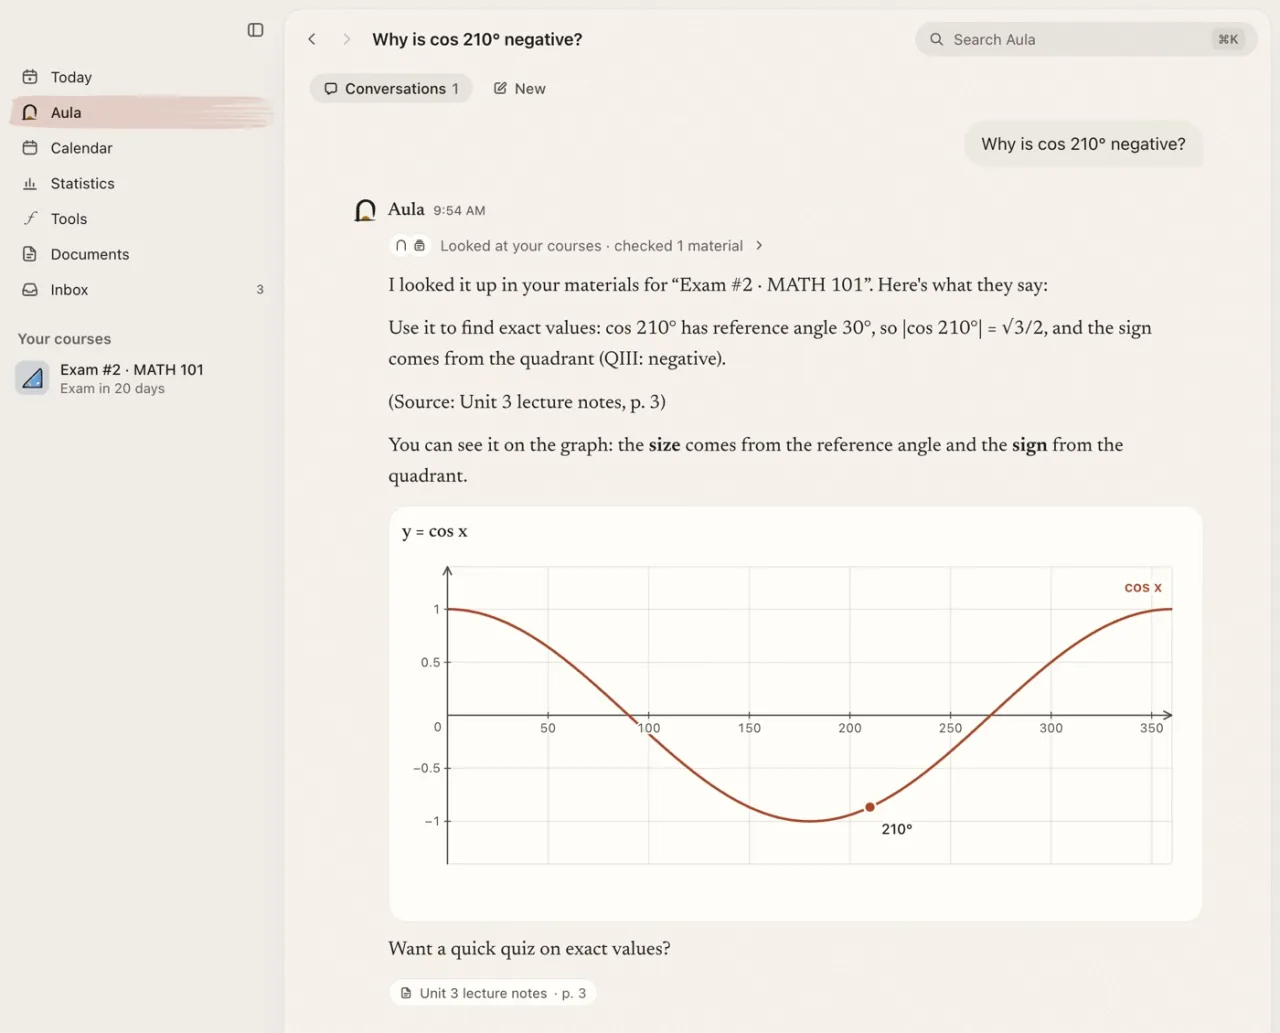 Why is cos 210° negative?
Search Aula
⌘K
Conversations 1
New
Today
Aula
Calendar
Statistics
Tools
Documents
Inbox
3
Your courses
Exam #2 · MATH 101
Exam in 20 days
Why is cos 210° negative?
Aula 9:54 AM
Looked at your courses · checked 1 material
I looked it up in your materials for “Exam #2 · MATH 101”. Here's what they say:
Use it to find exact values: cos 210° has reference angle 30°, so |cos 210°| = √3/2, and the sign
comes from the quadrant (QIII: negative).
(Source: Unit 3 lecture notes, p. 3)
You can see it on the graph: the size comes from the reference angle and the sign from the
quadrant.
y = cos x
cos x
1
0.5
0
50
100
150
200
250
300
350
−0.5
−1
210°
Want a quick quiz on exact values?
Unit 3 lecture notes · p. 3